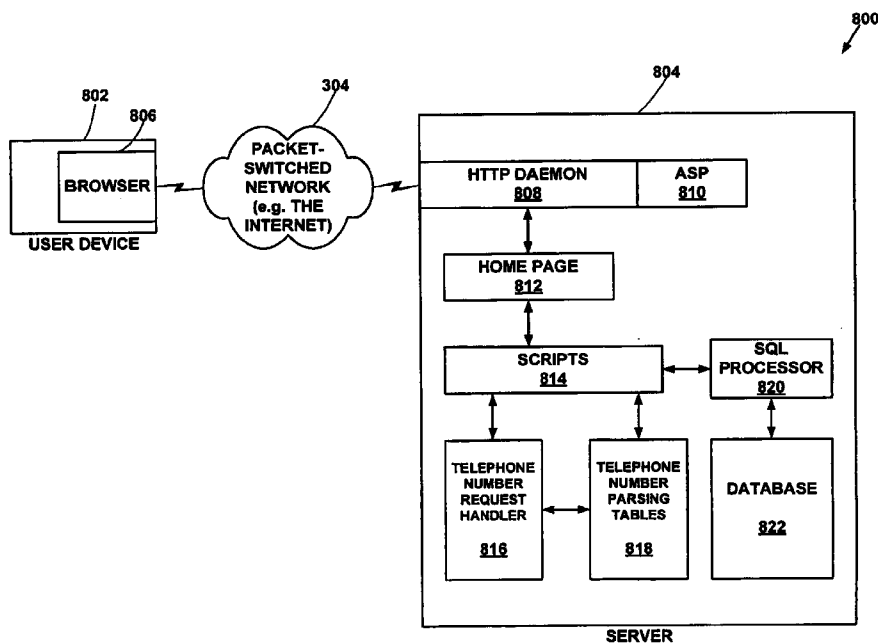 800
802
806
304
804
BROWSER
USER DEVICE
PACKET-
SWITCHED
NETWORK
(e.g. THE
INTERNET)
HTTP DAEMON
808
ASP
810
HOME PAGE
812
SCRIPTS
814
SQL
PROCESSOR
820
TELEPHONE
NUMBER
REQUEST
HANDLER
816
TELEPHONE
NUMBER
PARSING
TABLES
818
DATABASE
822
SERVER